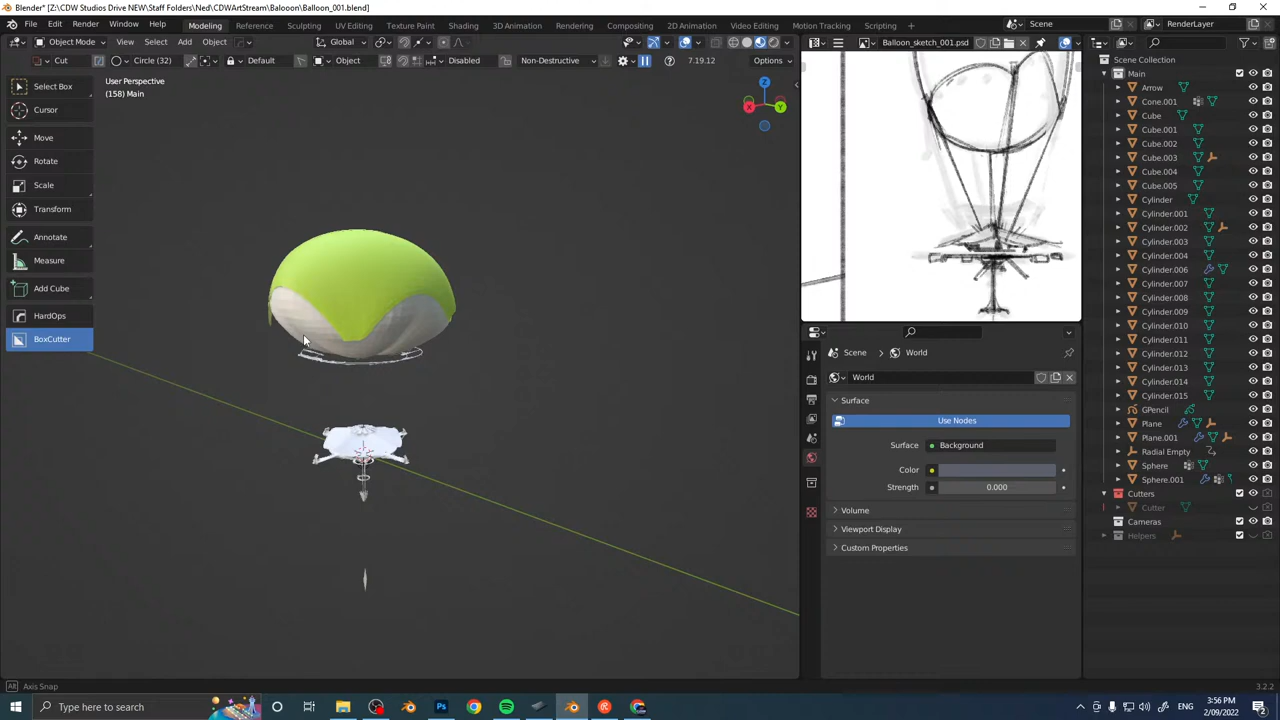 Blender* [Z:\CDW Studios Drive NEW\Staff Folders\Ned\CDWArtStream\Balooon\Balloon_001.blend]
File Edit Render Window Help Modeling Reference Sculpting UV Editing Texture Paint Shading 3D Animation Rendering Compositing 2D Animation Video Editing Scene RenderLayer
Object Mode View Select Add Object Global Balloon_sketch_001.psd
Cut Circle (32) Default Object Disabled Non-Destructive 7.19.12 Options
User Perspective
(158) Main
Select Box
Cursor
Move
Rotate
Scale
Transform
Annotate
Measure
Add Cube
HardOps
BoxCutter
Z
X
Y
Scene World
World
Surface
Use Nodes
Surface Background
Color
Strength 0.000
Volume
Viewport Display
Custom Properties
Scene Collection
Main
Arrow
Cone.001
Cube
Cube.001
Cube.002
Cube.003
Cube.004
Cube.005
Cylinder
Cylinder.001
Cylinder.002
Cylinder.003
Cylinder.004
Cylinder.006
Cylinder.007
Cylinder.008
Cylinder.009
Cylinder.010
Cylinder.011
Cylinder.012
Cylinder.013
Cylinder.014
Cylinder.015
GPencil
Plane
Plane.001
Radial Empty
Sphere
Sphere.001
Cutters
Cutter
Cameras
Helpers
Alt Axis Snap 3.2.2
Type here to search
Ps
3:56 PM
2/09/2022